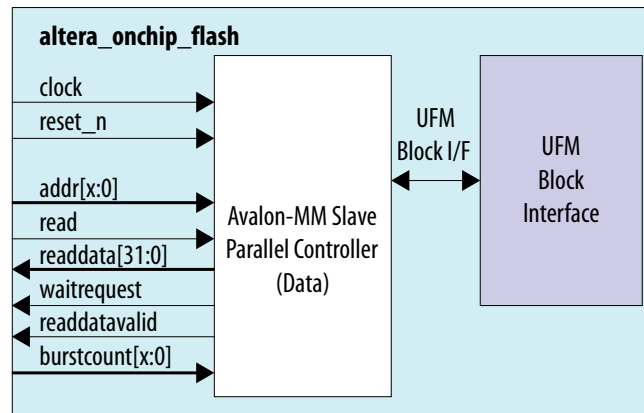 altera_onchip_flash
clock
reset_n
addr[x:0]
read
readdata[31:0]
waitrequest
readdatavalid
burstcount[x:0]
Avalon-MM Slave
Parallel Controller
(Data)
UFM
Block I/F
UFM
Block
Interface